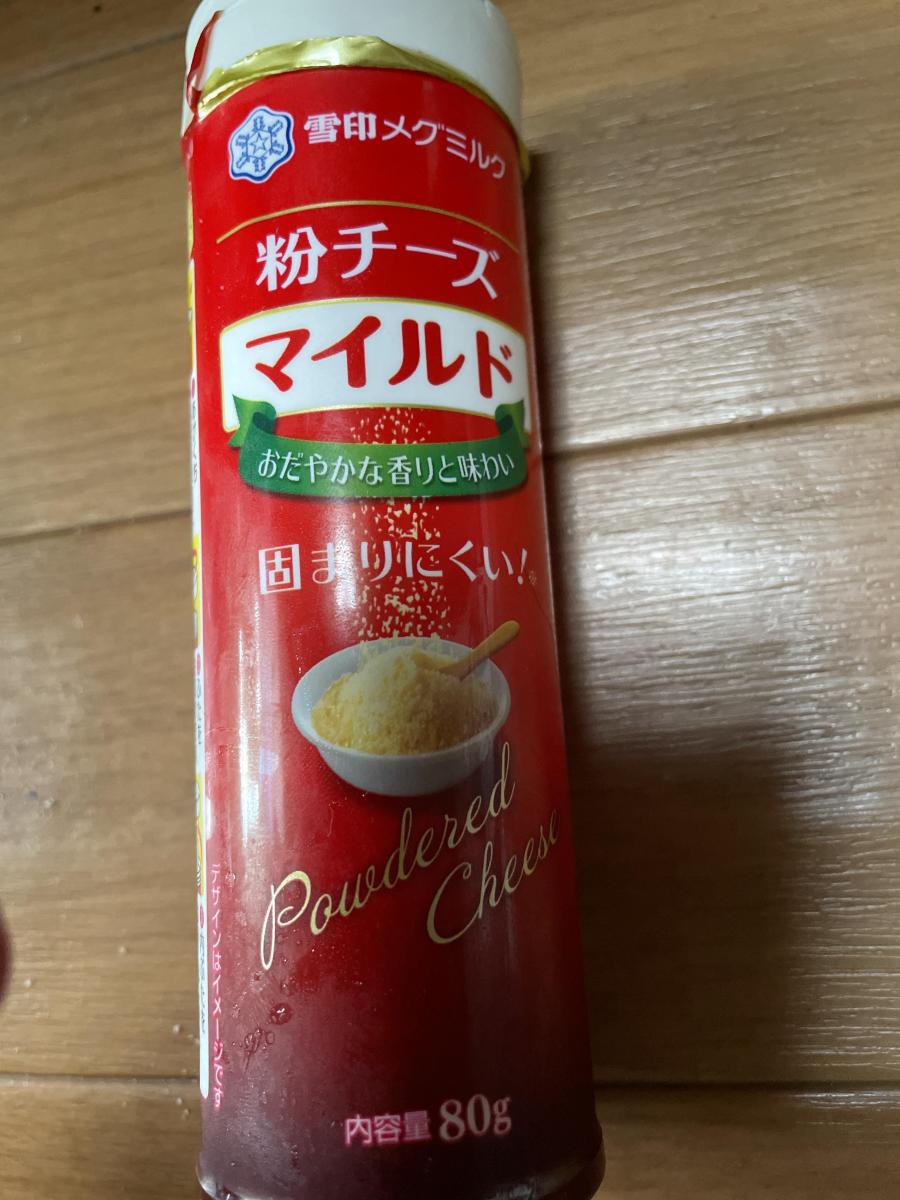 雪印メグミルク
粉チーズ
マイルド
おだやかな香りと味わい
固まりにくい!
Powdered
Cheese
デザインはイメージです
内容量 80g